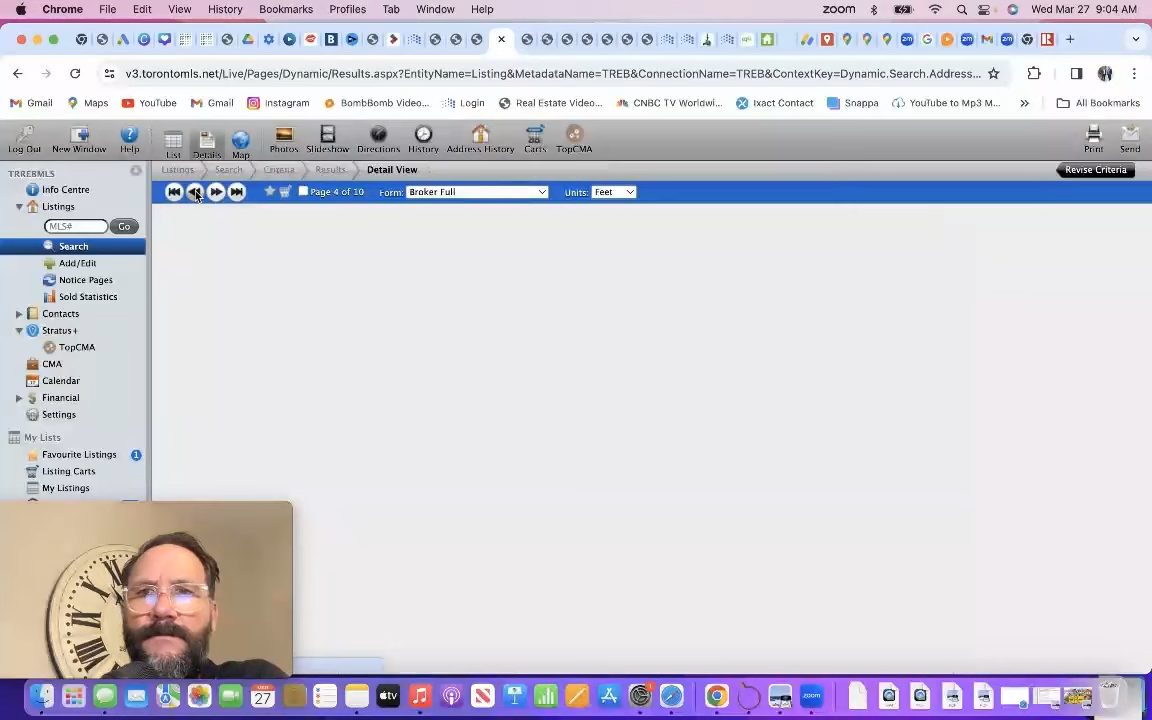 Chrome File Edit View History Bookmarks Profiles Tab Window Help zoom Wed Mar 27 9:04 AM
v3.torontomls.net/Live/Pages/Dynamic/Results.aspx?EntityName=Listing&MetadataName=TREB&ConnectionName=TREB&ContextKey=Dynamic.Search.Address...
Gmail Maps YouTube Gmail Instagram BombBomb Video... Login Real Estate Video... CNBC TV Worldwi... Ixact Contact Snappa YouTube to Mp3 M... » All Bookmarks
Log Out New Window Help List Details Map Photos Slideshow Directions History Address History Carts TopCMA Print Send
TRREBMLS Listings Search Criteria Results Detail View Revise Criteria
Info Centre Page 4 of 10 Form: Broker Full Units: Feet
Listings
MLS# Go
Search
Add/Edit
Notice Pages
Sold Statistics
Contacts
Stratus+
TopCMA
CMA
Calendar
Financial
Settings
My Lists
Favourite Listings 1
Listing Carts
My Listings
tv zoom
27